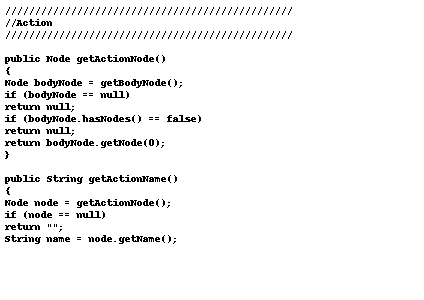 ////////////////////////////////////////////////
//Action
////////////////////////////////////////////////
public Node getActionNode()
{
Node bodyNode = getBodyNode();
if (bodyNode == null)
return null;
if (bodyNode.hasNodes() == false)
return null;
return bodyNode.getNode(0);
}
public String getActionName()
{
Node node = getActionNode();
if (node == null)
return "";
String name = node.getName();